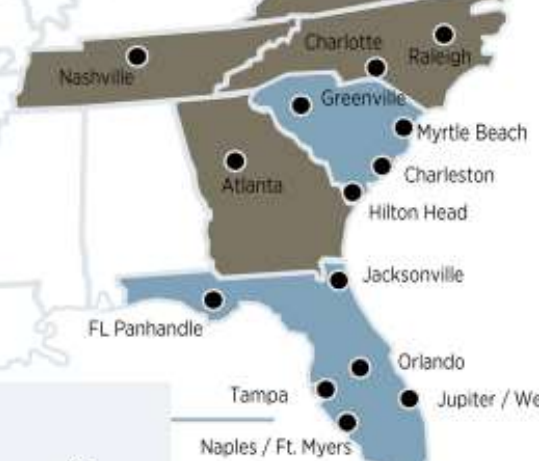 Charlotte
Raleigh
Nashville
Greenville
Myrtle Beach
Atlanta
Charleston
Hilton Head
Jacksonville
FL Panhandle
Orlando
Tampa
Jupiter / We
Naples / Ft. Myers